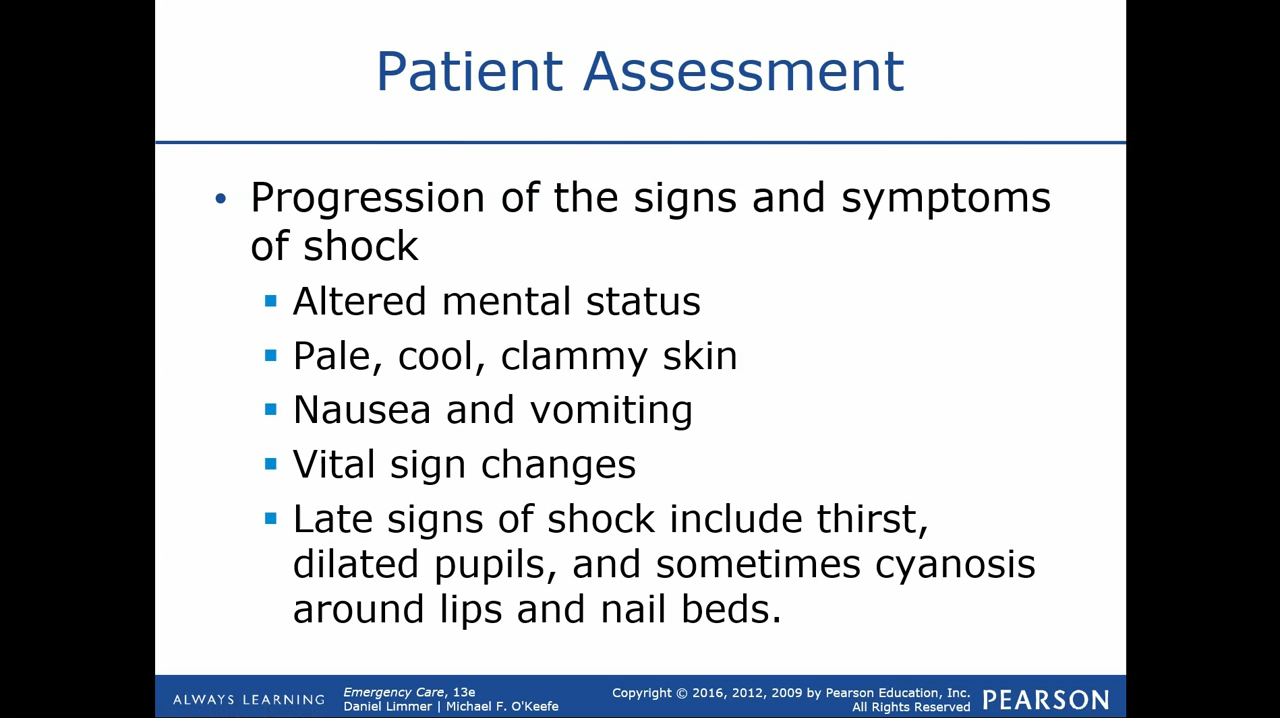 Patient Assessment
• Progression of the signs and symptoms
of shock
▪ Altered mental status
▪ Pale, cool, clammy skin
▪ Nausea and vomiting
▪ Vital sign changes
▪ Late signs of shock include thirst,
dilated pupils, and sometimes cyanosis
around lips and nail beds.
ALWAYS LEARNING
Emergency Care, 13e
Daniel Limmer | Michael F. O'Keefe
Copyright © 2016, 2012, 2009 by Pearson Education, Inc.
All Rights Reserved
PEARSON